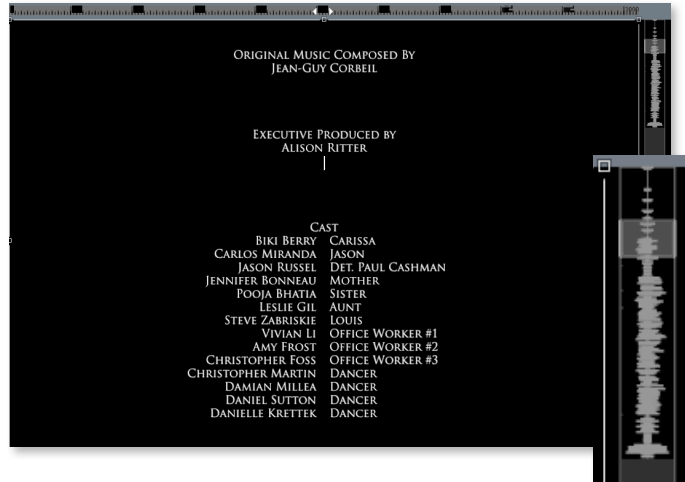 Original Music Composed By
Jean-Guy Corbeil
Executive Produced by
Alison Ritter
Cast
Biki Berry Carissa
Carlos Miranda Jason
Jason Russel Det. Paul Cashman
Jennifer Bonneau Mother
Pooja Bhatia Sister
Leslie Gil Aunt
Steve Zabriskie Louis
Vivian Li Office Worker #1
Amy Frost Office Worker #2
Christopher Foss Office Worker #3
Christopher Martin Dancer
Damian Millea Dancer
Daniel Sutton Dancer
Danielle Krettek Dancer